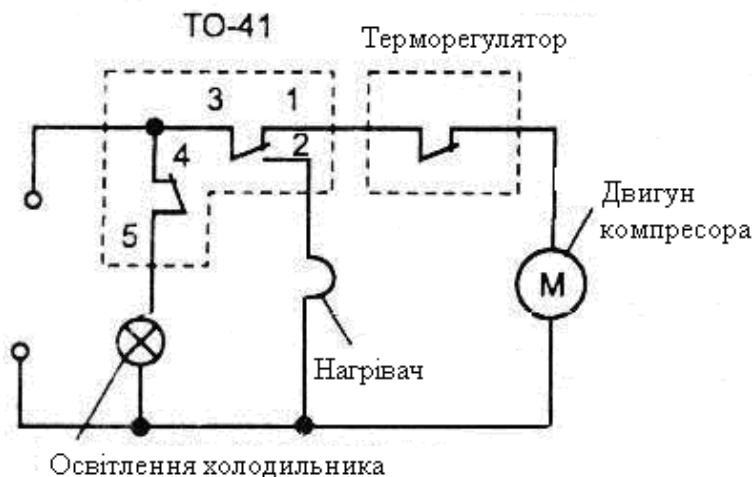 ТО-41
Терморегулятор
3 1
2
4
5
Двигун
компресора
М
Нагрівач
Освітлення холодильника